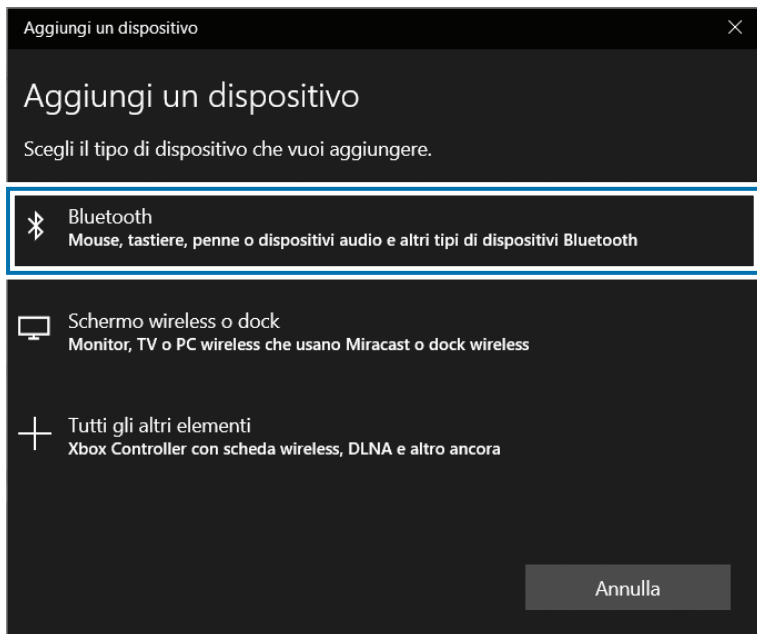 Aggiungi un dispositivo
Aggiungi un dispositivo
Scegli il tipo di dispositivo che vuoi aggiungere.
Bluetooth
Mouse, tastiere, penne o dispositivi audio e altri tipi di dispositivi Bluetooth
Schermo wireless o dock
Monitor, TV o PC wireless che usano Miracast o dock wireless
Tutti gli altri elementi
Xbox Controller con scheda wireless, DLNA e altro ancora
Annulla